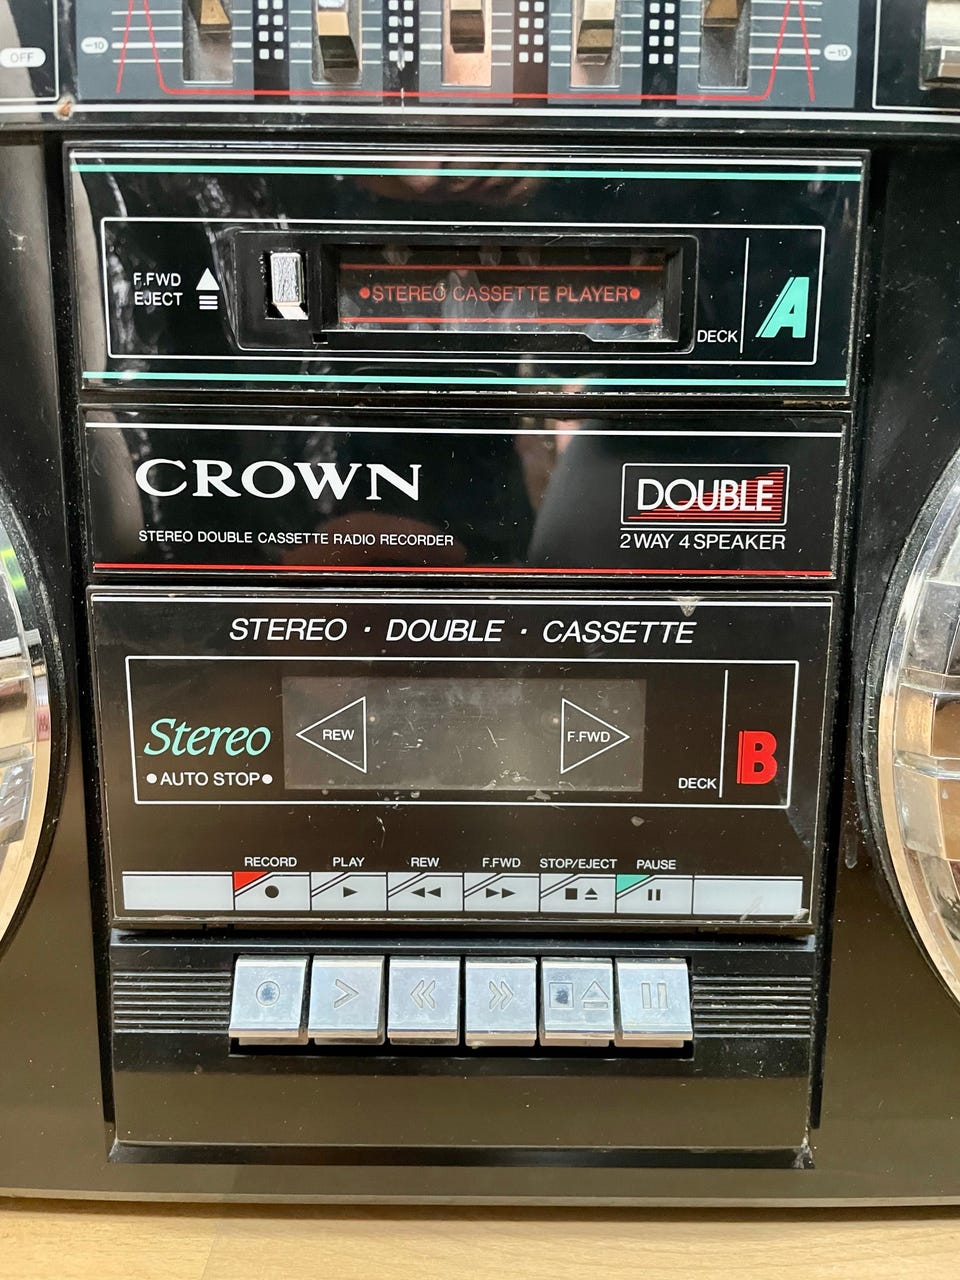 OFF
-10
-10
F.FWD
EJECT
•STEREO CASSETTE PLAYER•
DECK
A
CROWN
STEREO DOUBLE CASSETTE RADIO RECORDER
DOUBLE
2 WAY 4 SPEAKER
STEREO · DOUBLE · CASSETTE
Stereo
•AUTO STOP•
REW
F.FWD
DECK
B
RECORD PLAY REW F.FWD STOP/EJECT PAUSE